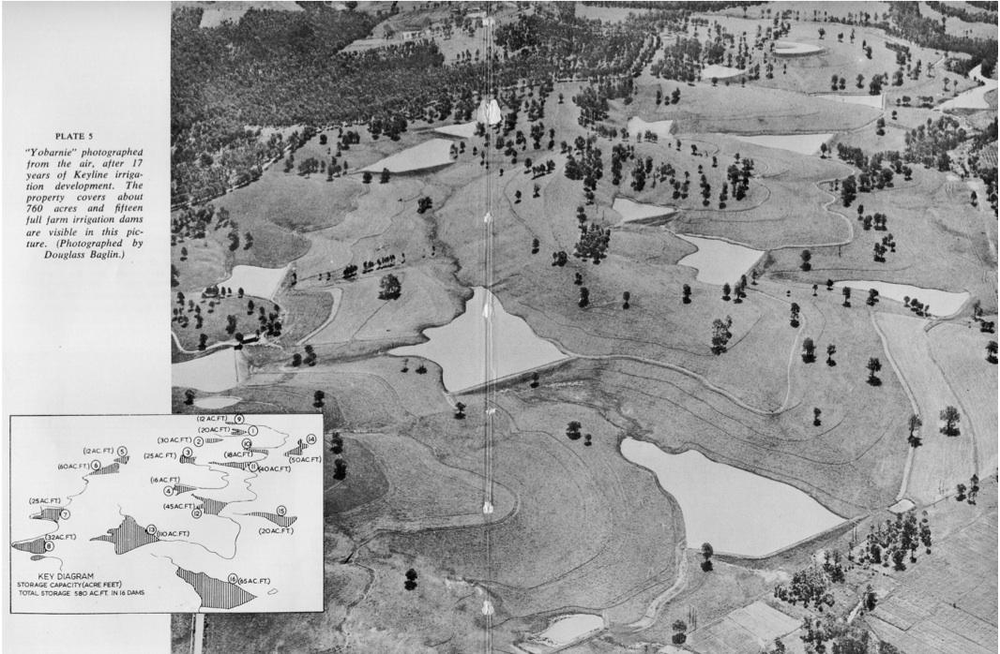 PLATE 5
"Yobarnie" photographed
from the air, after 17
years of Keyline irriga-
tion development. The
property covers about
760 acres and fifteen
full farm irrigation dams
are visible in this pic-
ture. (Photographed by
Douglass Baglin.)
(12 AC.FT.) 9
(20 AC.FT.) 1
(30 AC.FT.) 2
10
14
(12 AC.FT.) 5
(25 AC.FT.) 3
(18 AC.FT.)
(50 AC.FT.)
(60 AC.FT.) 6
11 (40 AC.FT.)
(16 AC.FT.)
4
(25 AC.FT.)
7
(45 AC.FT.)
12
15
(20 AC.FT.)
(32 AC.FT.)
8
13 (110 AC.FT.)
16 (65 AC.FT.)
KEY DIAGRAM
STORAGE CAPACITY (ACRE FEET)
TOTAL STORAGE 580 AC.FT. IN 16 DAMS